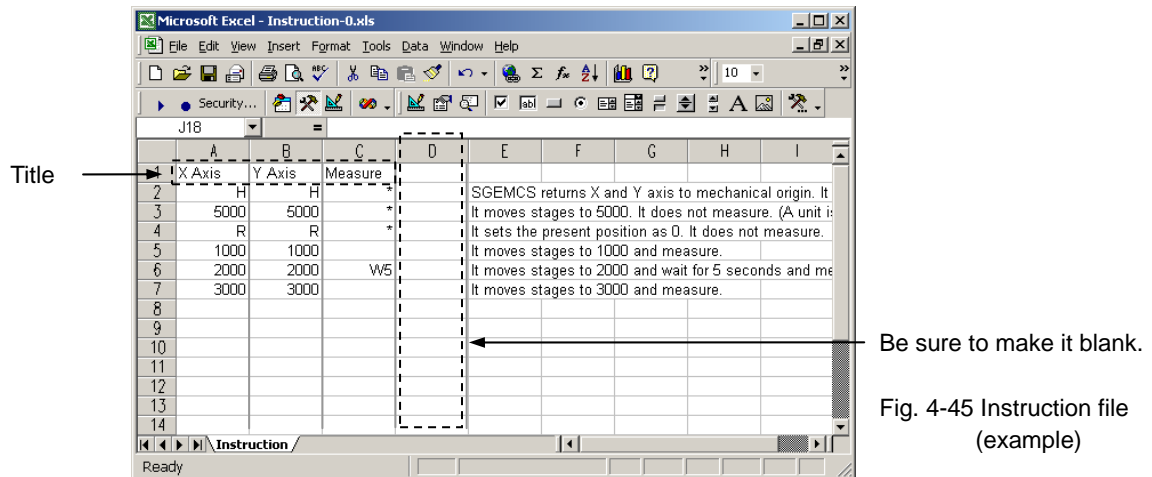 Microsoft Excel - Instruction-0.xls
File Edit View Insert Format Tools Data Window Help
10
Security...
J18 =
A B C D E F G H I
Title
1 X Axis Y Axis Measure
2 H H * SGEMCS returns X and Y axis to mechanical origin. It
3 5000 5000 * It moves stages to 5000. It does not measure. (A unit is
4 R R * It sets the present position as 0. It does not measure.
5 1000 1000 It moves stages to 1000 and measure.
6 2000 2000 W5 It moves stages to 2000 and wait for 5 seconds and me
7 3000 3000 It moves stages to 3000 and measure.
8
9
10
11
12
13
14
Be sure to make it blank.
Fig. 4-45 Instruction file
(example)
Instruction
Ready